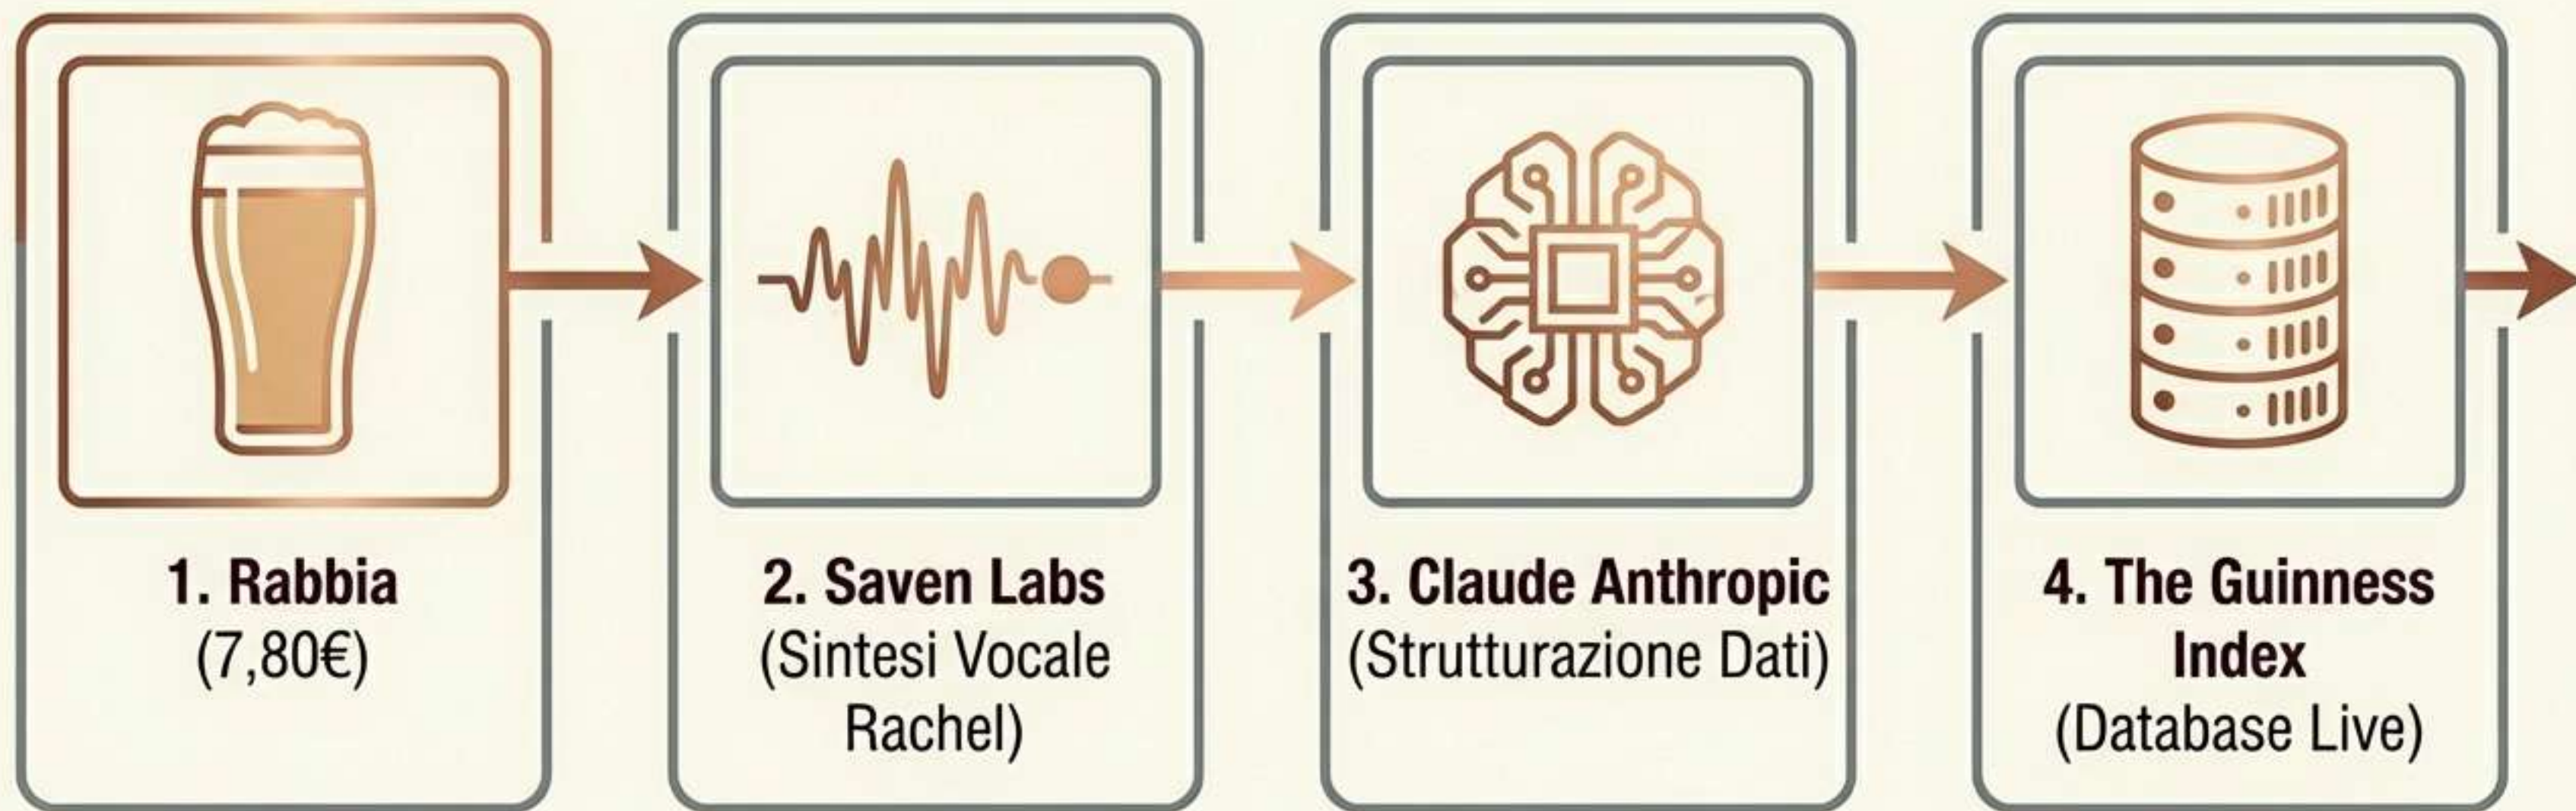 1. Rabbia
(7,80€)
2. Saven Labs
(Sintesi Vocale
Rachel)
3. Claude Anthropic
(Strutturazione Dati)
4. The Guinness
Index
(Database Live)